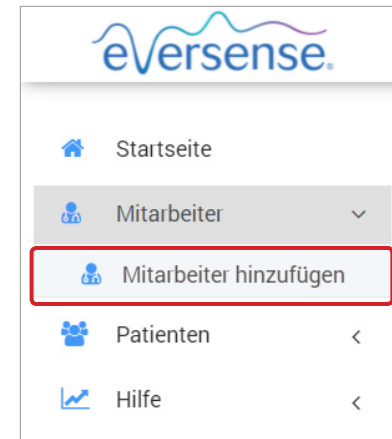 eversense.
Startseite
Mitarbeiter
Mitarbeiter hinzufügen
Patienten
Hilfe